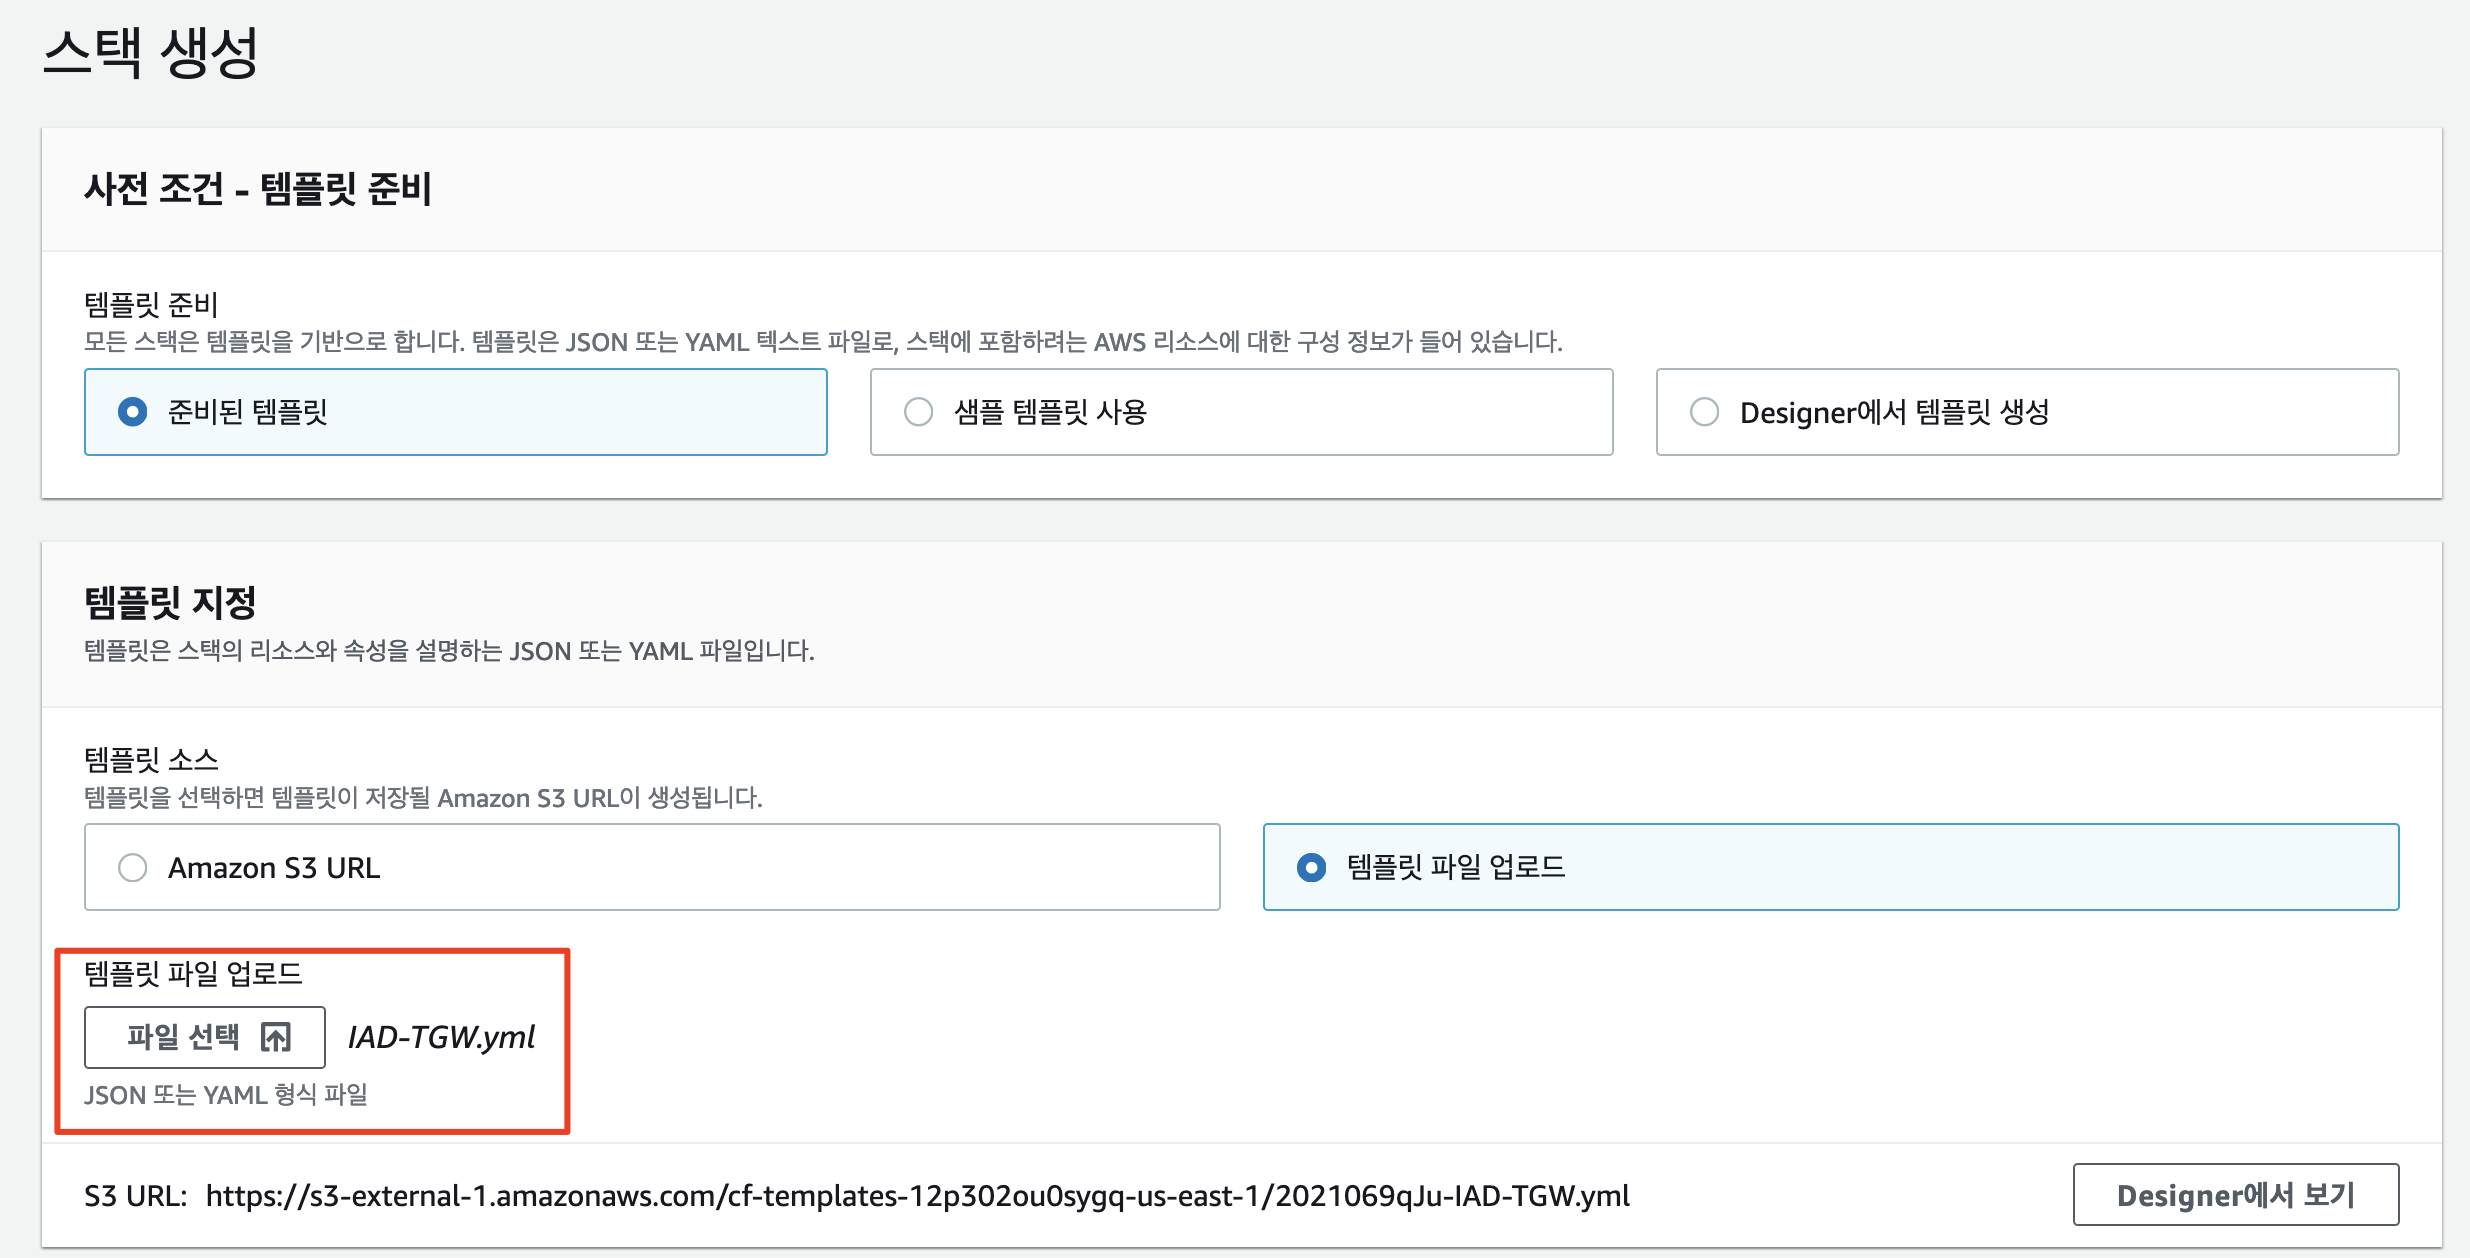 스택 생성
사전 조건 - 템플릿 준비
템플릿 준비
모든 스택은 템플릿을 기반으로 합니다. 템플릿은 JSON 또는 YAML 텍스트 파일로, 스택에 포함하려는 AWS 리소스에 대한 구성 정보가 들어 있습니다.
준비된 템플릿
샘플 템플릿 사용
Designer에서 템플릿 생성
템플릿 지정
템플릿은 스택의 리소스와 속성을 설명하는 JSON 또는 YAML 파일입니다.
템플릿 소스
템플릿을 선택하면 템플릿이 저장될 Amazon S3 URL이 생성됩니다.
Amazon S3 URL
템플릿 파일 업로드
템플릿 파일 업로드
파일 선택 IAD-TGW.yml
JSON 또는 YAML 형식 파일
S3 URL: https://s3-external-1.amazonaws.com/cf-templates-12p302ou0sygq-us-east-1/2021069qJu-IAD-TGW.yml
Designer에서 보기